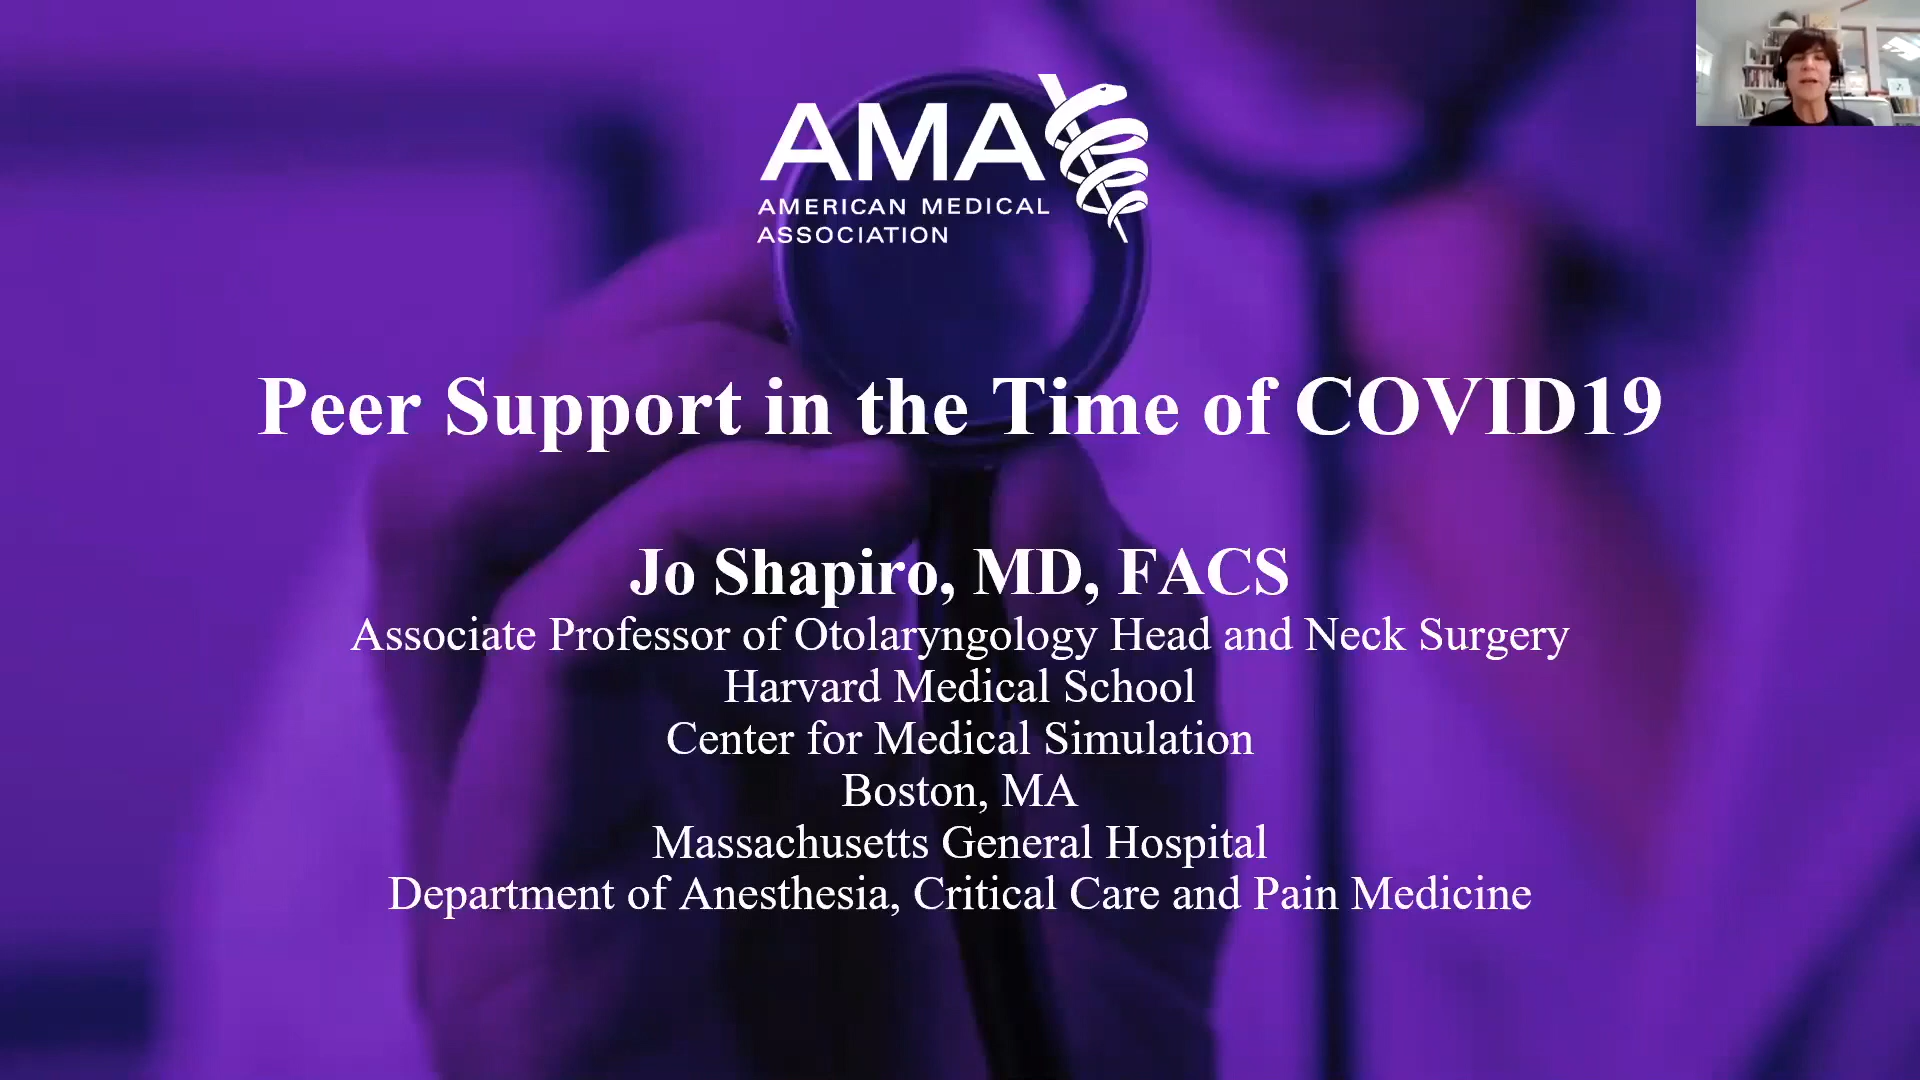 AMA
AMERICAN MEDICAL
ASSOCIATION
Peer Support in the Time of COVID19
Jo Shapiro, MD, FACS
Associate Professor of Otolaryngology Head and Neck Surgery
Harvard Medical School
Center for Medical Simulation
Boston, MA
Massachusetts General Hospital
Department of Anesthesia, Critical Care and Pain Medicine